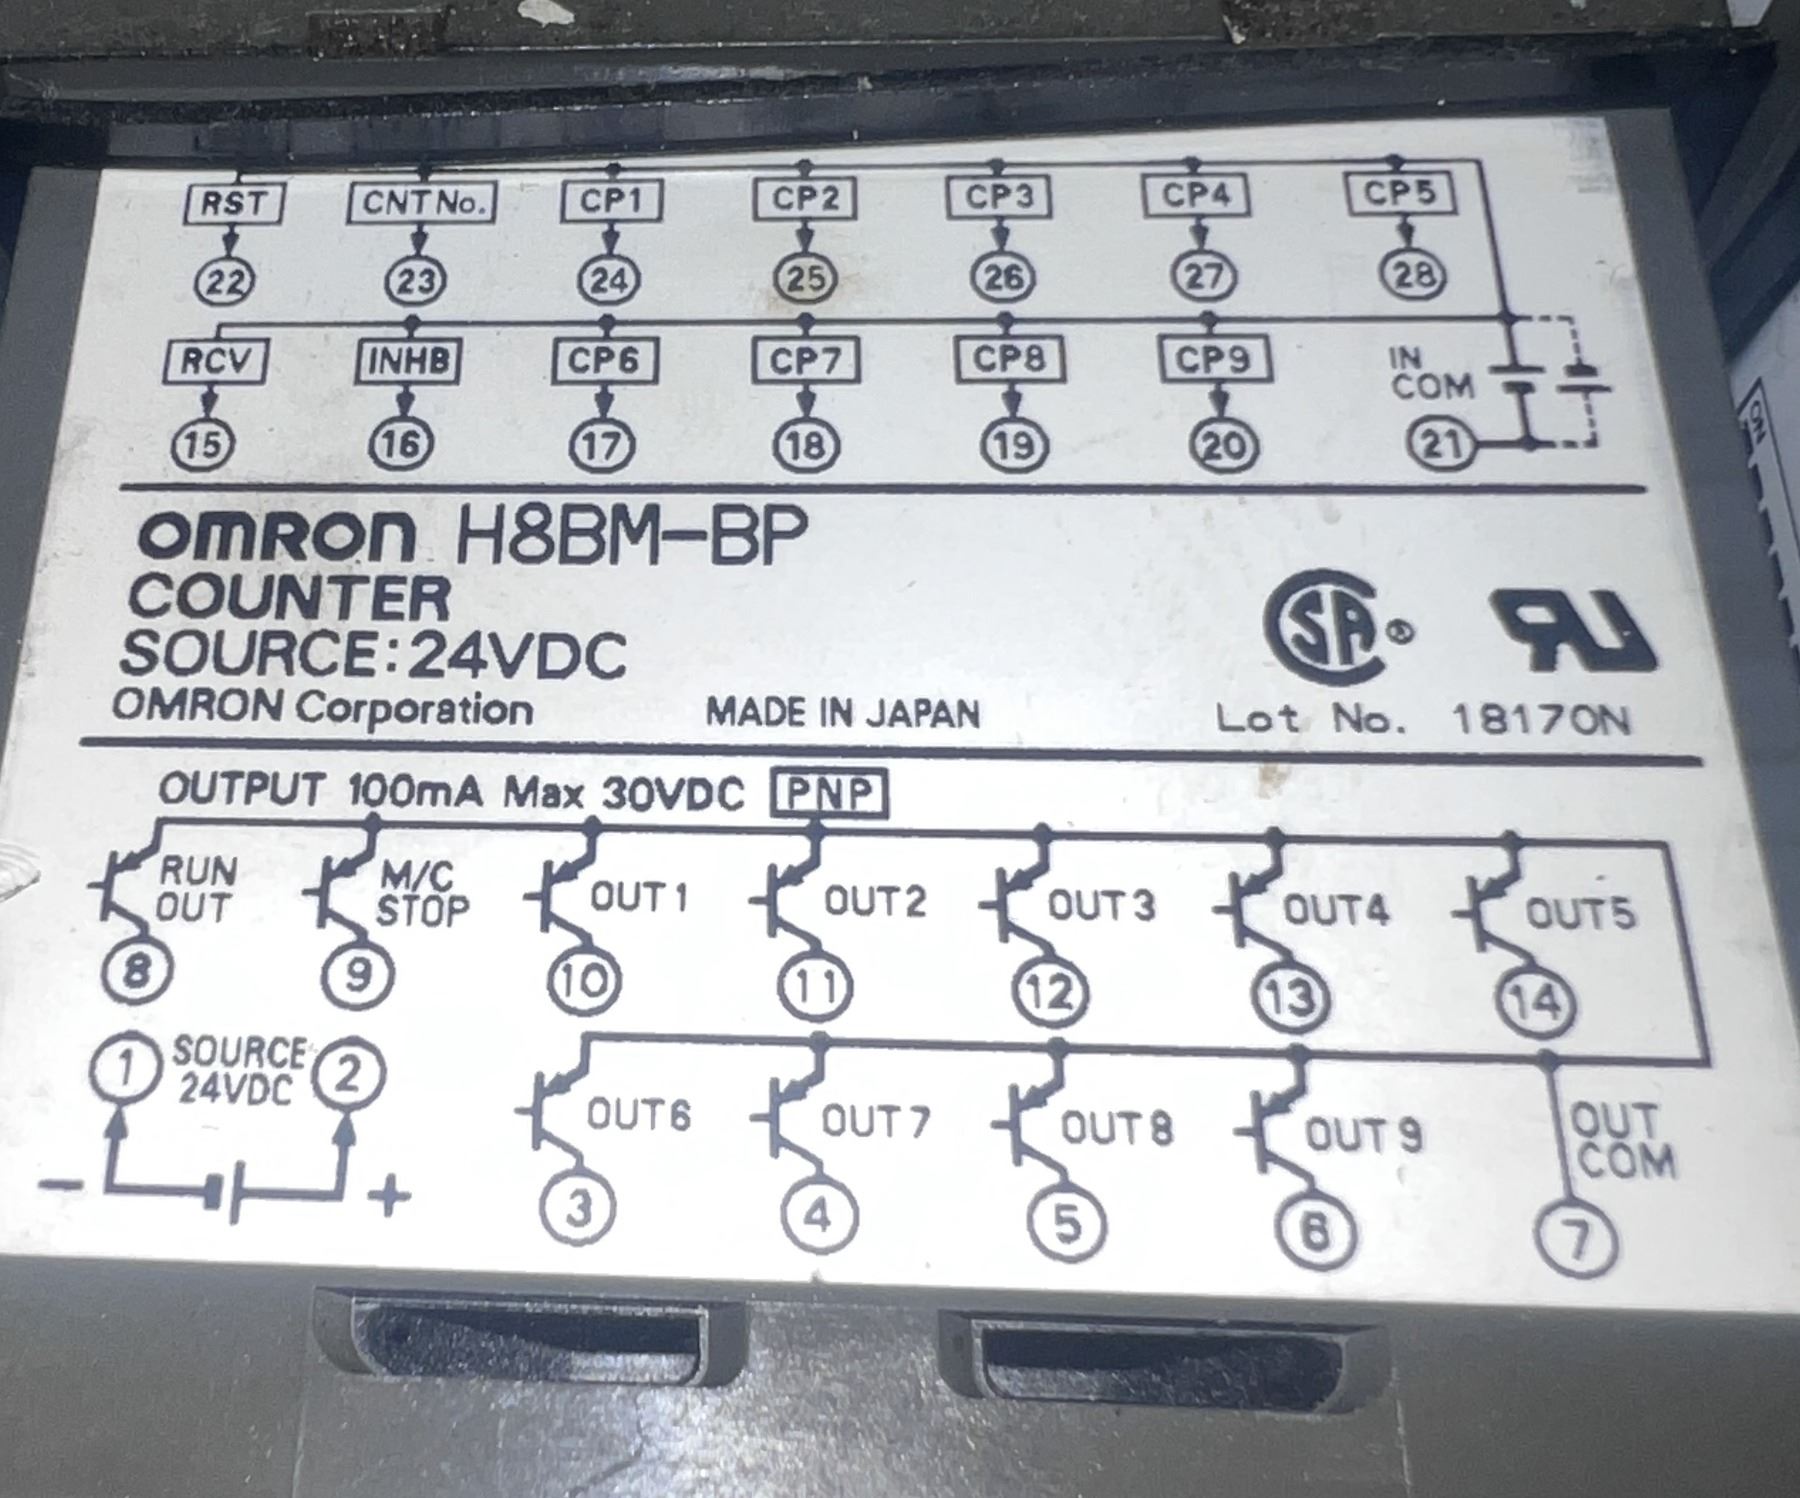 RST CNT No. CP1 CP2 CP3 CP4 CP5
22 23 24 25 26 27 28
RCV INHB CP6 CP7 CP8 CP9 IN
COM
15 16 17 18 19 20 21
ON
OMRON H8BM-BP
COUNTER
SOURCE:24VDC
OMRON Corporation MADE IN JAPAN Lot No. 18170N
SA®
RU
OUTPUT 100mA Max 30VDC PNP
RUN
OUT
M/C
STOP
OUT1 OUT2 OUT3 OUT4 OUT5
8 9 10 11 12 13 14
1 SOURCE
24VDC 2
OUT6 OUT7 OUT8 OUT9 OUT
COM
- +
3 4 5 6 7